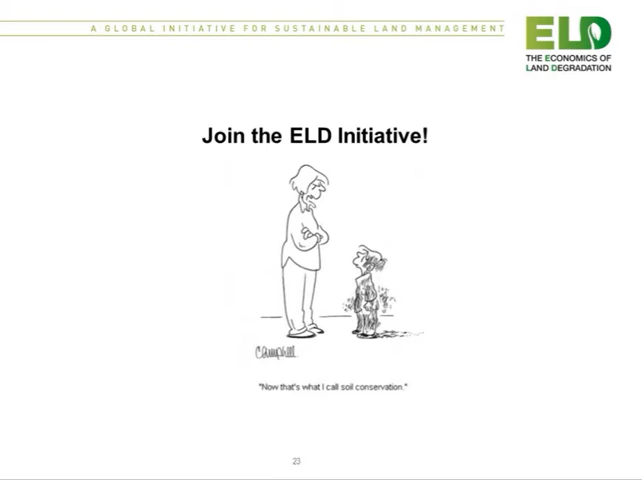 A GLOBAL INITIATIVE FOR SUSTAINABLE LAND MANAGEMENT
ELD
THE ECONOMICS OF
LAND DEGRADATION
Join the ELD Initiative!
Campbell
"Now that's what I call soil conservation."
23